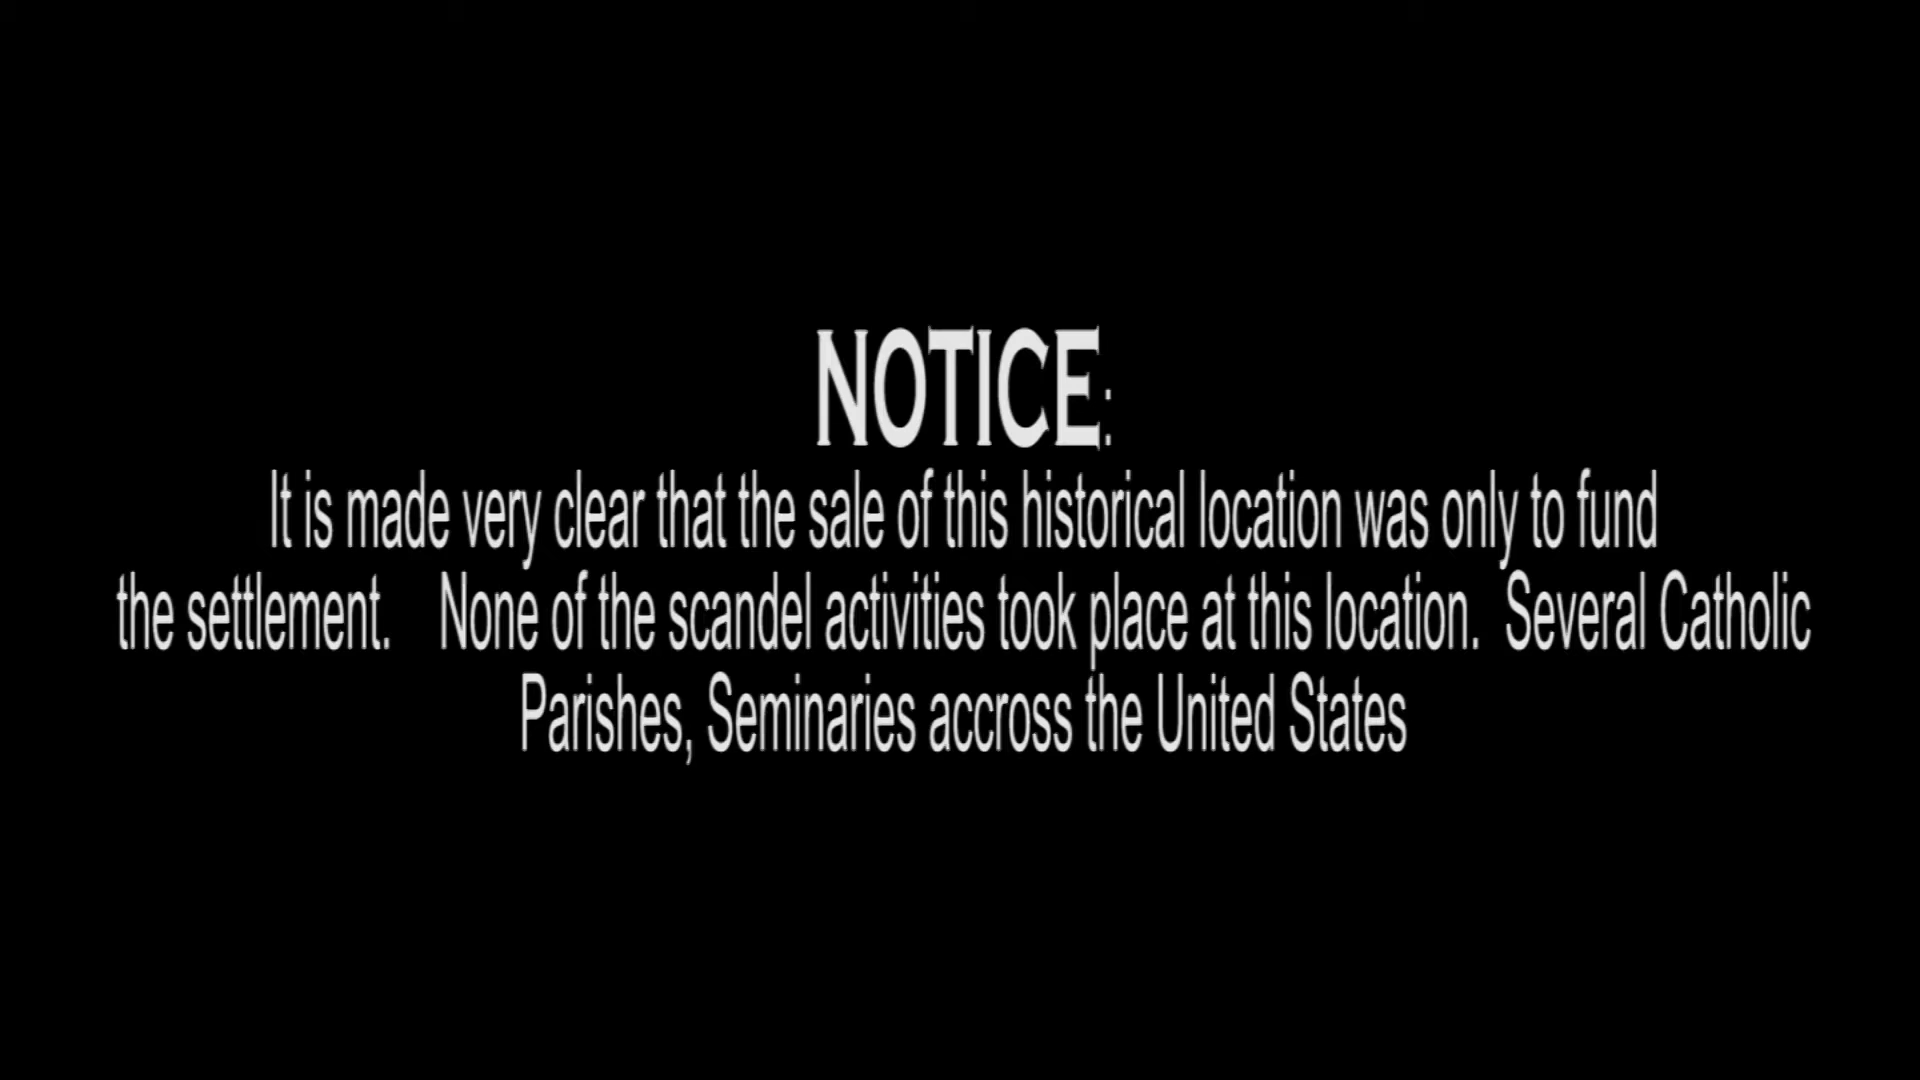 NOTICE:
It is made very clear that the sale of this historical location was only to fund
the settlement. None of the scandel activities took place at this location. Several Catholic
Parishes, Seminaries accross the United States